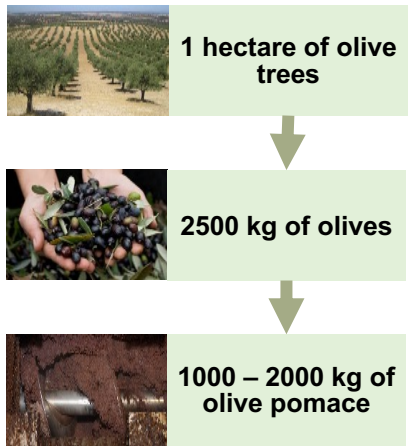 1 hectare of olive
trees
2500 kg of olives
1000 – 2000 kg of
olive pomace